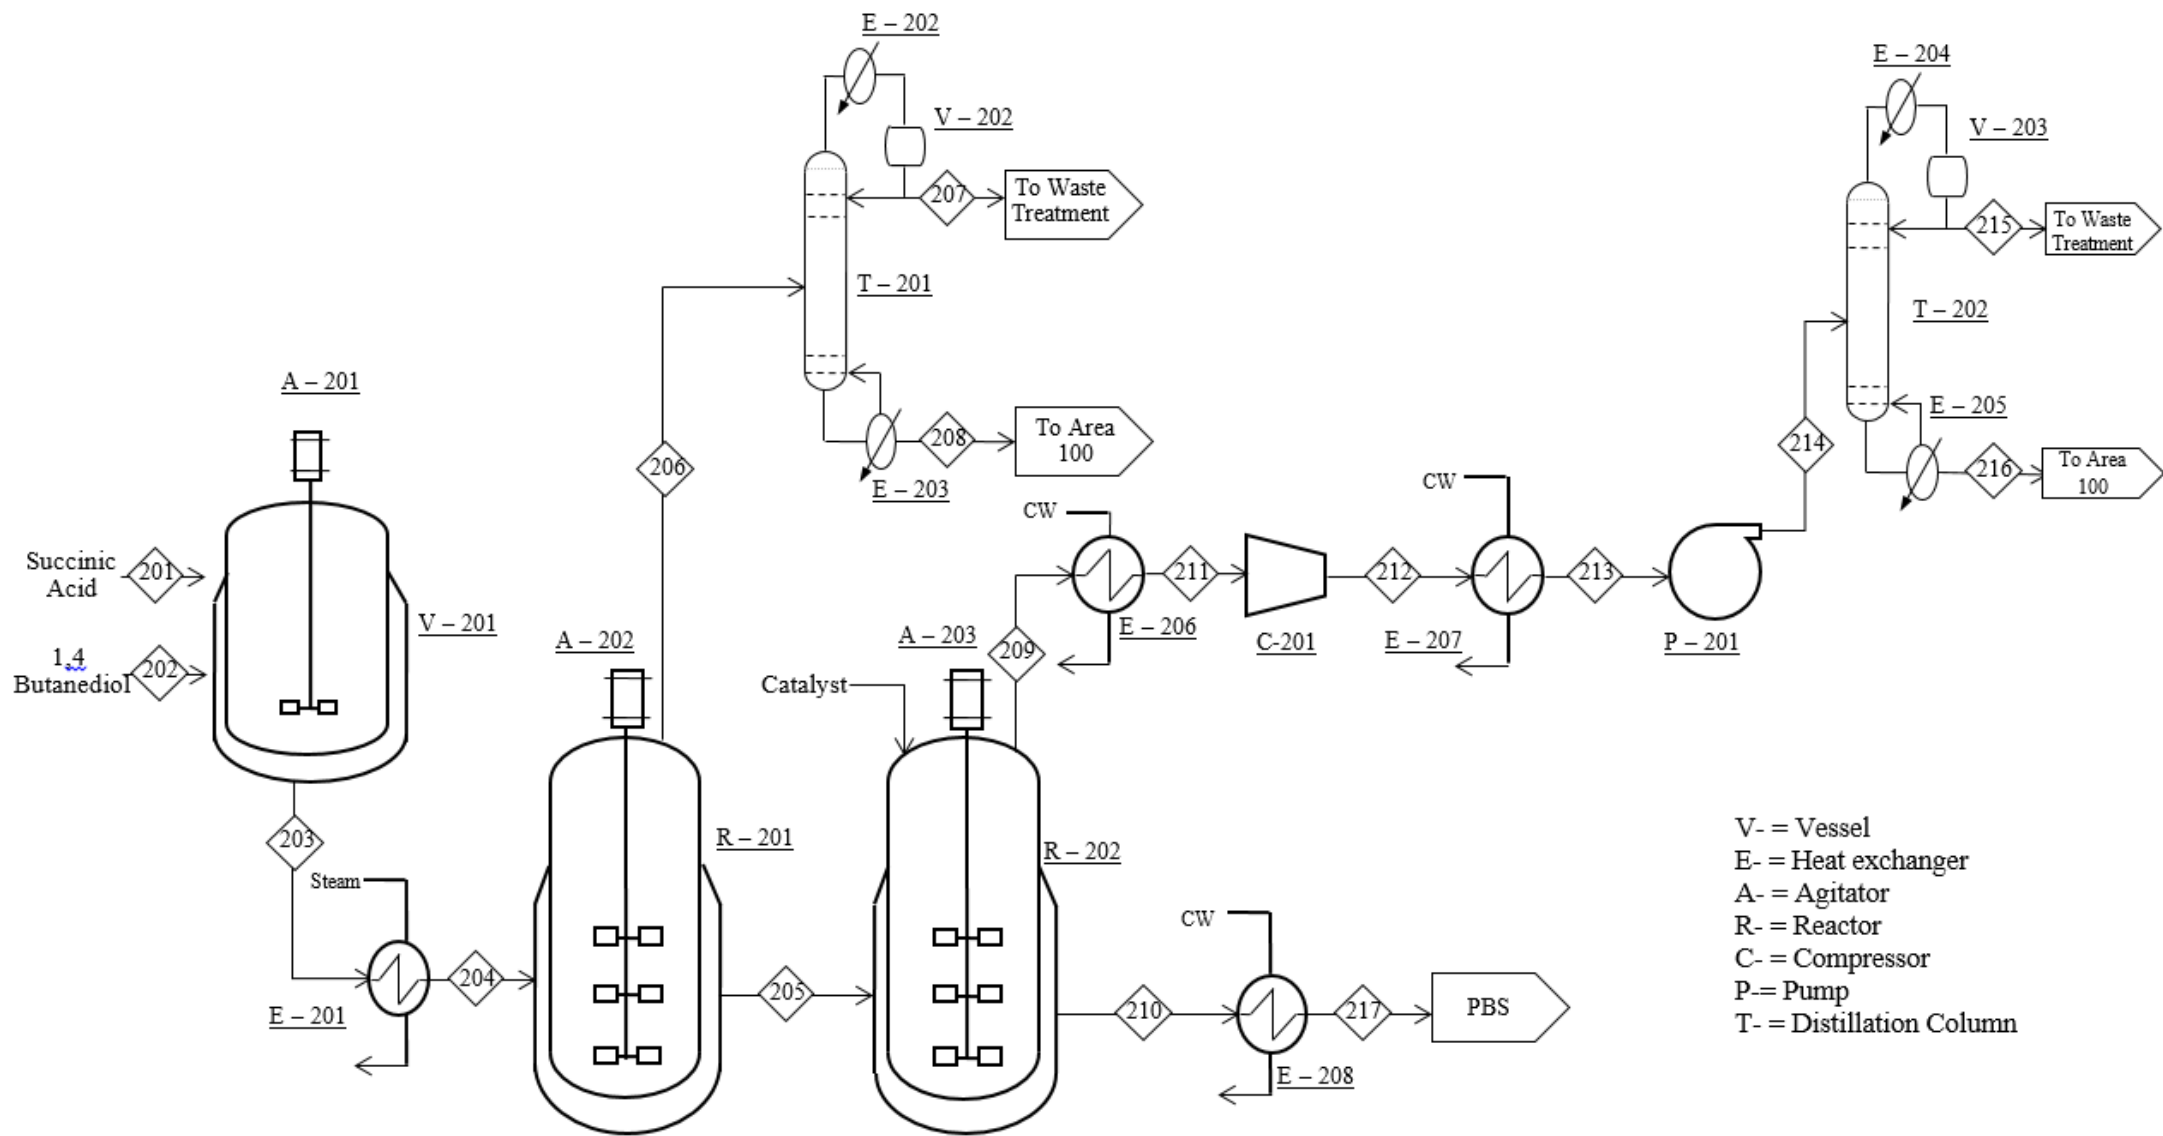 E – 202
E – 204
V – 202
V – 203
207
To Waste
Treatment
215
To Waste
Treatment
T – 201
T – 202
A – 201
E – 205
208
To Area
100
214
216
To Area
100
206
E – 203
CW
CW
Succinic
Acid
201
211
212
213
V – 201
A – 202
A – 203
209
E – 206
C-201
E – 207
P – 201
1,4
Butanediol
202
Catalyst
203
R – 201
R – 202
Steam
CW
204
205
210
217
PBS
E – 201
E – 208
V- = Vessel
E- = Heat exchanger
A- = Agitator
R- = Reactor
C- = Compressor
P-= Pump
T- = Distillation Column